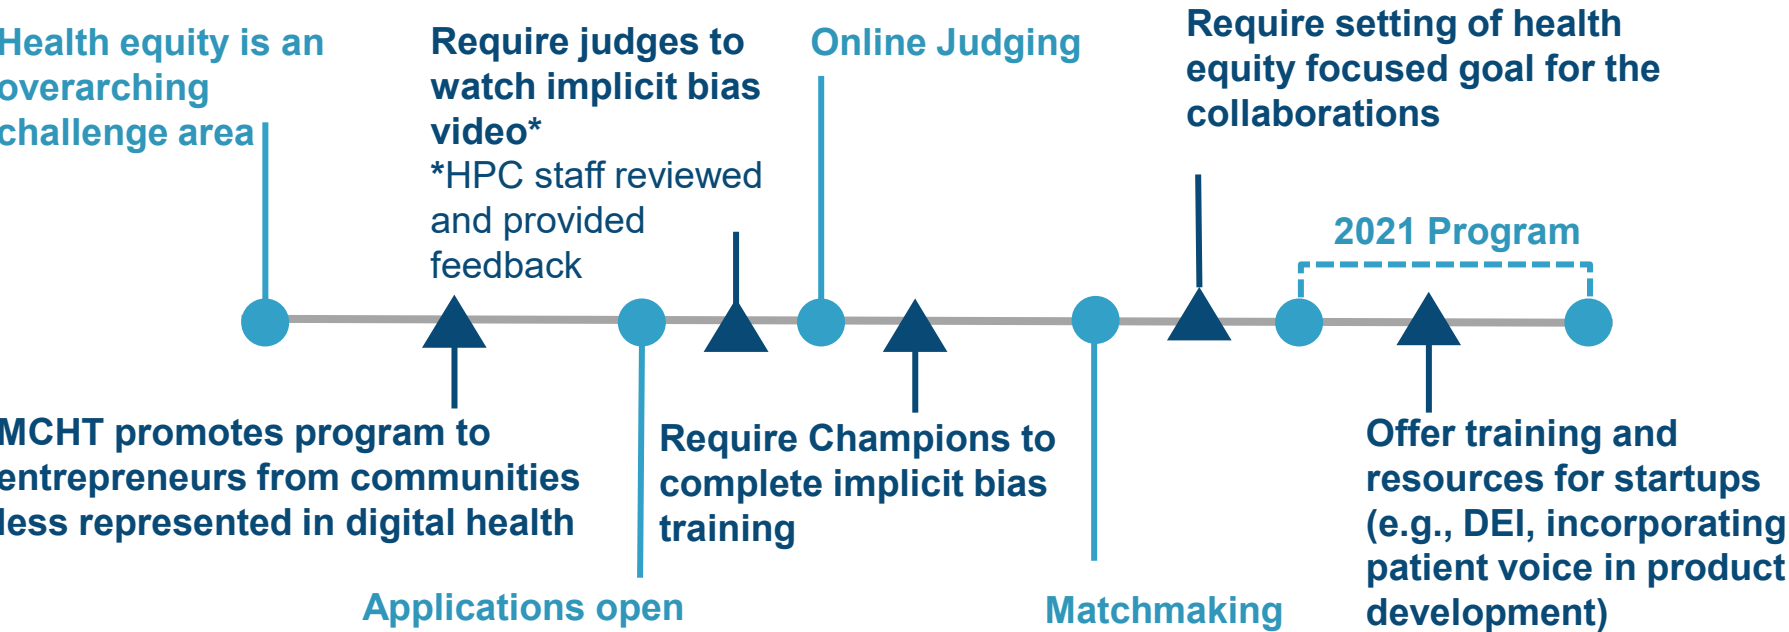 Health equity is an
overarching
challenge area
Require judges to
watch implicit bias
video*
*HPC staff reviewed
and provided
feedback
Online Judging
Require setting of health
equity focused goal for the
collaborations
2021 Program
MCHT promotes program to
entrepreneurs from communities
less represented in digital health
Applications open
Require Champions to
complete implicit bias
training
Matchmaking
Offer training and
resources for startups
(e.g., DEI, incorporating
patient voice in product
development)